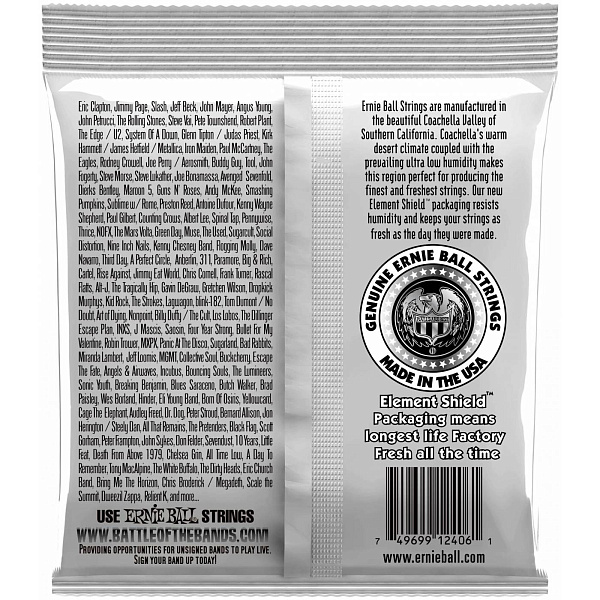 Eric Clapton, Jimmy Page, Slash, Jeff Beck, John Mayer, Angus Young,
John Petrucci, The Rolling Stones, Steve Vai, Pete Townshend, Robert Plant,
The Edge / U2, System Of A Down, Glenn Tipton / Judas Priest, Kirk
Hammett / James Hetfield / Metallica, Iron Maiden, Paul McCartney, The
Eagles, Rodney Crowell, Joe Perry / Aerosmith, Buddy Guy, Tool, John
Fogerty, Steve Morse, Steve Lukather, Joe Bonamassa, Avenged Sevenfold,
Dierks Bentley, Maroon 5, Guns N' Roses, Andy McKee, Smashing
Pumpkins, Sublime w/ Rome, Preston Reed, Antoine Dufour, Kenny Wayne
Shepherd, Paul Gilbert, Counting Crows, Albert Lee, Spinal Tap, Pennywise,
Thrice, NOFX, The Mars Volta, Green Day, Muse, The Used, Sugarcult, Social
Distortion, Nine Inch Nails, Kenny Chesney Band, Flogging Molly, Dave
Navarro, Third Day, A Perfect Circle, Anberlin, 311, Paramore, Big & Rich,
Cartel, Rise Against, Jimmy Eat World, Chris Cornell, Frank Turner, Rascal
Flatts, Alt-J, The Tragically Hip, Gavin DeGraw, Gretchen Wilson, Dropkick
Murphys, Kid Rock, The Strokes, Lagwagon, blink-182, Tom Dumont / No
Doubt, Art of Dying, Nonpoint, Billy Duffy / The Cult, Los Lobos, The Dillinger
Escape Plan, INXS, J Mascis, Saosin, Four Year Strong, Bullet For My
Valentine, Robin Trower, MXPX, Panic At The Disco, Sugarland, Bad Rabbits,
Miranda Lambert, Jeff Loomis, MGMT, Collective Soul, Buckcherry, Escape
The Fate, Angels & Airwaves, Incubus, Bouncing Souls, The Lumineers,
Sonic Youth, Breaking Benjamin, Blues Saraceno, Butch Walker, Brad
Paisley, Wes Borland, Hinder, Eli Young Band, Born Of Osiris, Yellowcard,
Cage The Elephant, Audley Freed, Dr. Dog, Peter Stroud, Bernard Allison, Jon
Herington / Steely Dan, All That Remains, The Pretenders, Black Flag, Scott
Gorham, Peter Frampton, John Sykes, Don Felder, Sevendust, 10 Years, Little
Feat, Death From Above 1979, Chelsea Grin, All Time Low, A Day To
Remember, Tony MacAlpine, The White Buffalo, The Dirty Heads, Eric Church
Band, Bring Me The Horizon, Chris Broderick / Megadeth, Scale the
Summit, Dweezil Zappa, Relient K, and more...
USE ERNIE BALL STRINGS
WWW.BATTLEOFTHEBANDS.COM
PROVIDING OPPORTUNITIES FOR UNSIGNED BANDS TO PLAY LIVE.
SIGN YOUR BAND UP TODAY!
Ernie Ball Strings are manufactured in
the beautiful Coachella Valley of
Southern California. Coachella's warm
desert climate coupled with the
prevailing ultra low humidity makes
this region perfect for producing the
finest and freshest strings. Our new
Element Shield™ packaging resists
humidity and keeps your strings as
fresh as the day they were made.
GENUINE ERNIE BALL STRINGS
MADE IN THE USA
Element Shield™
Packaging means
longest life Factory
Fresh all the time
7 49699 12406 1
www.ernieball.com